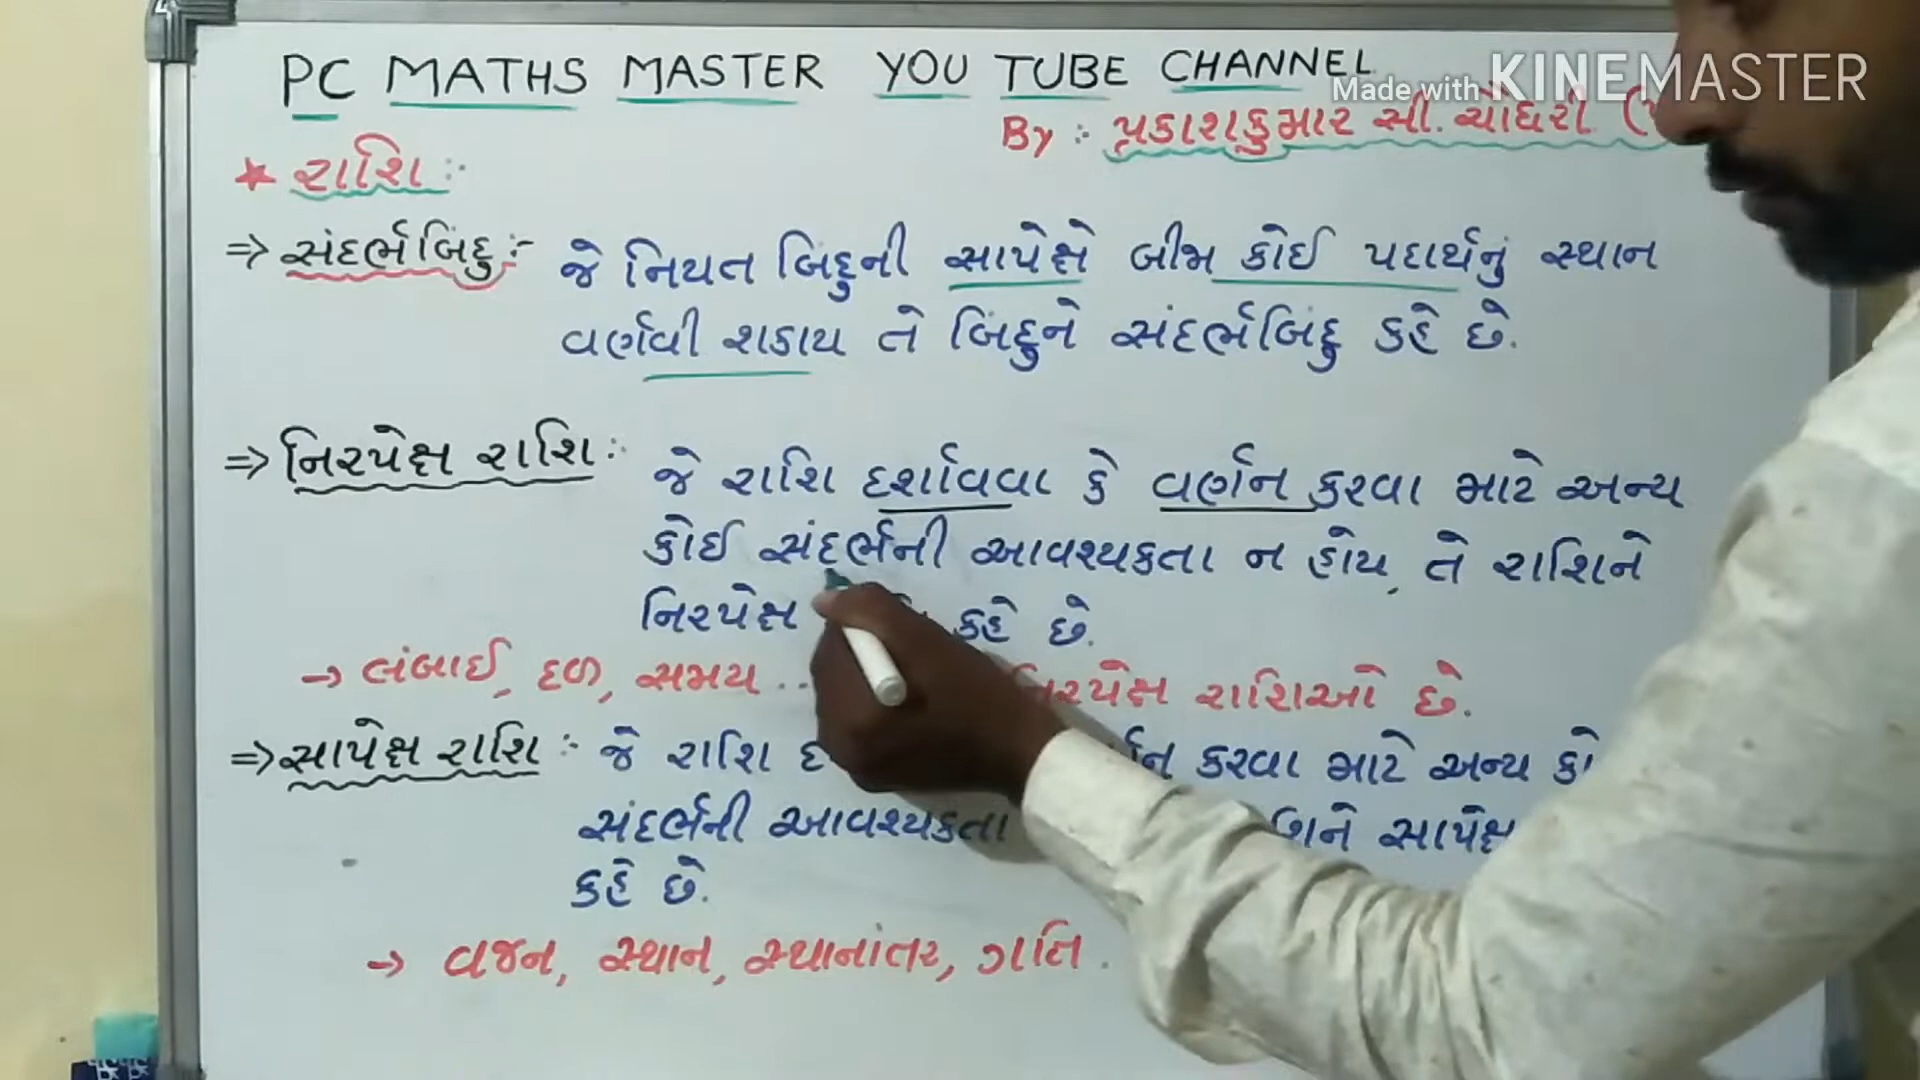 PC MATHS MASTER YOU TUBE CHANNEL
Made with KINEMASTER
By : પ્રકાશકુમાર સી. ચૌધરી
★ રાશિ :-
⇒ સંદર્ભબિંદુ :- જે નિયત બિંદુની સાપેક્ષે બીજા કોઈ પદાર્થનું સ્થાન
વર્ણવી શકાય તે બિંદુને સંદર્ભબિંદુ કહે છે.
⇒ નિરપેક્ષ રાશિ :- જે રાશિ દર્શાવવા કે વર્ણન કરવા માટે અન્ય
કોઈ સંદર્ભની આવશ્યકતા ન હોય, તે રાશિને
નિરપેક્ષ કહે છે.
→ લંબાઈ, દળ, સમય .. નિરપેક્ષ રાશિઓ છે.
⇒ સાપેક્ષ રાશિ :- જે રાશિ કરવા માટે અન્ય
સંદર્ભની આવશ્યકતા સાપેક્ષ
કહે છે.
→ વજન, સ્થાન, સ્થાનાંતર, ગતિ.